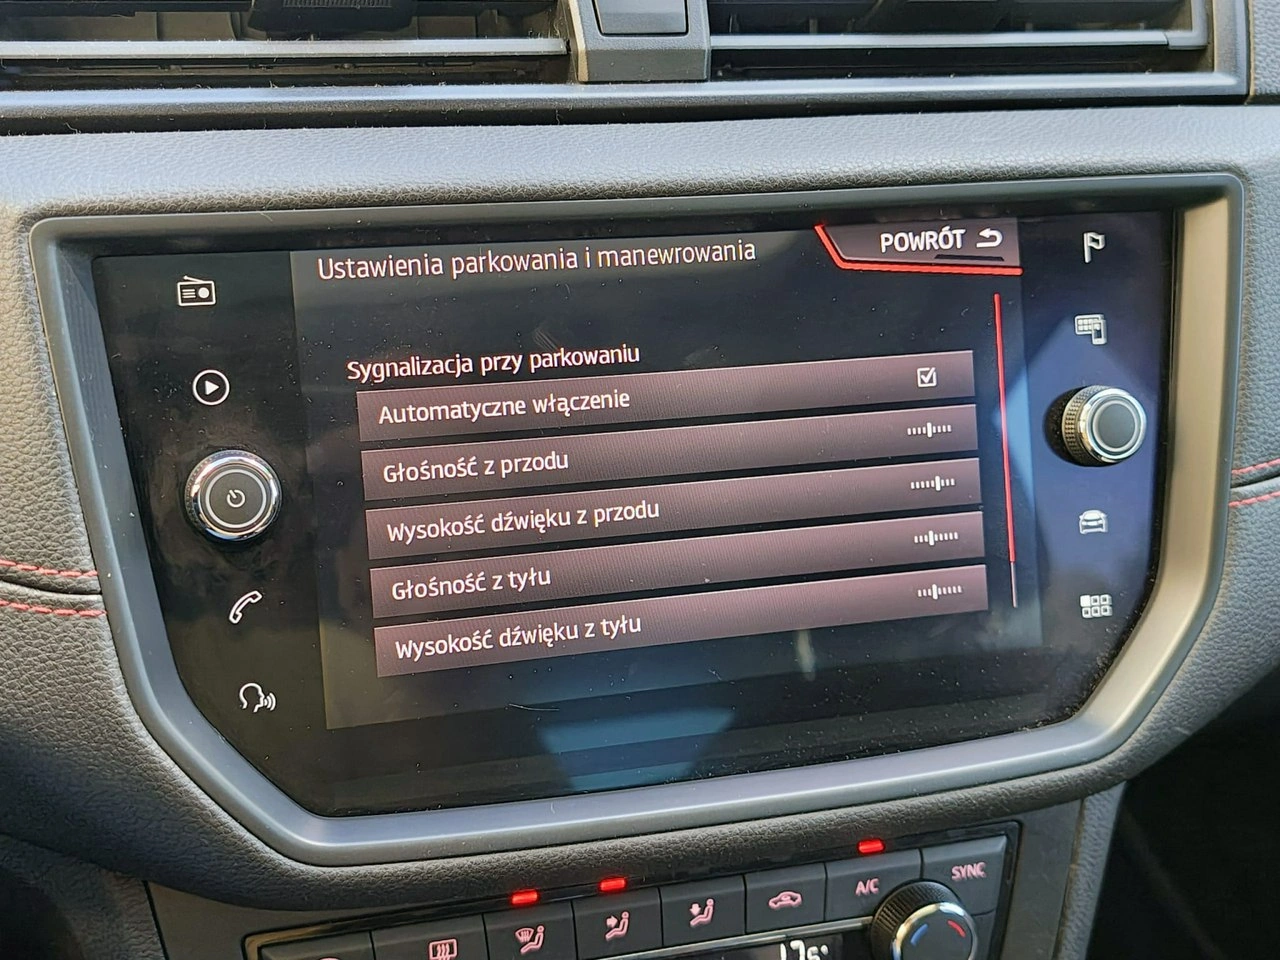 Ustawienia parkowania i manewrowania
POWRÓT
Sygnalizacja przy parkowaniu
Automatyczne włączenie
Głośność z przodu
Wysokość dźwięku z przodu
Głośność z tyłu
Wysokość dźwięku z tyłu
A/C
SYNC